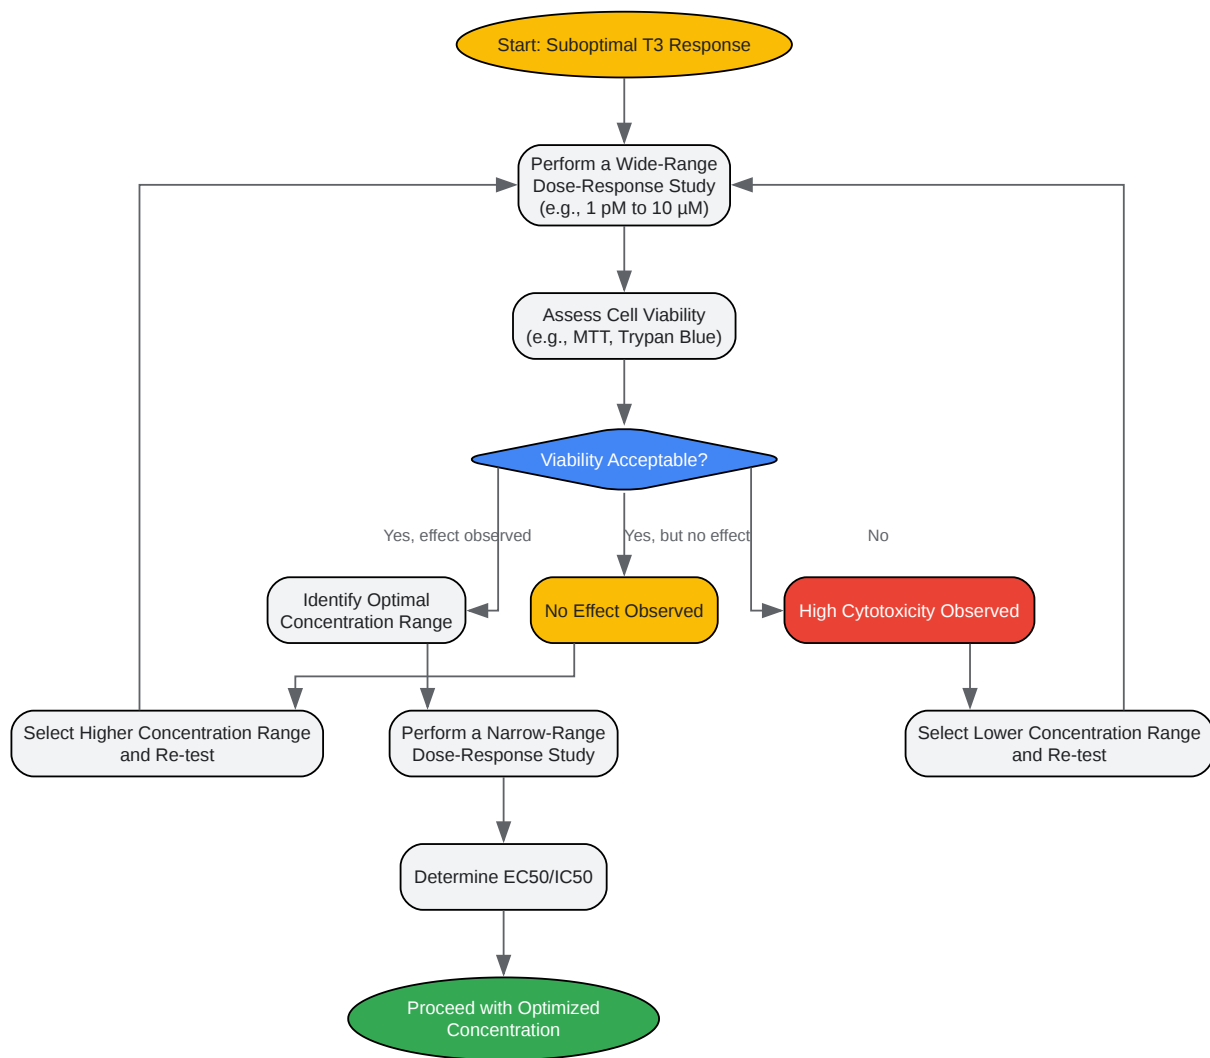 Start: Suboptimal T3 Response
Perform a Wide-Range
Dose-Response Study
(e.g., 1 pM to 10 µM)
Assess Cell Viability
(e.g., MTT, Trypan Blue)
Viability Acceptable?
Yes, effect observed
Yes, but no effect
No
Identify Optimal
Concentration Range
No Effect Observed
High Cytotoxicity Observed
Select Higher Concentration Range
and Re-test
Perform a Narrow-Range
Dose-Response Study
Select Lower Concentration Range
and Re-test
Determine EC50/IC50
Proceed with Optimized
Concentration